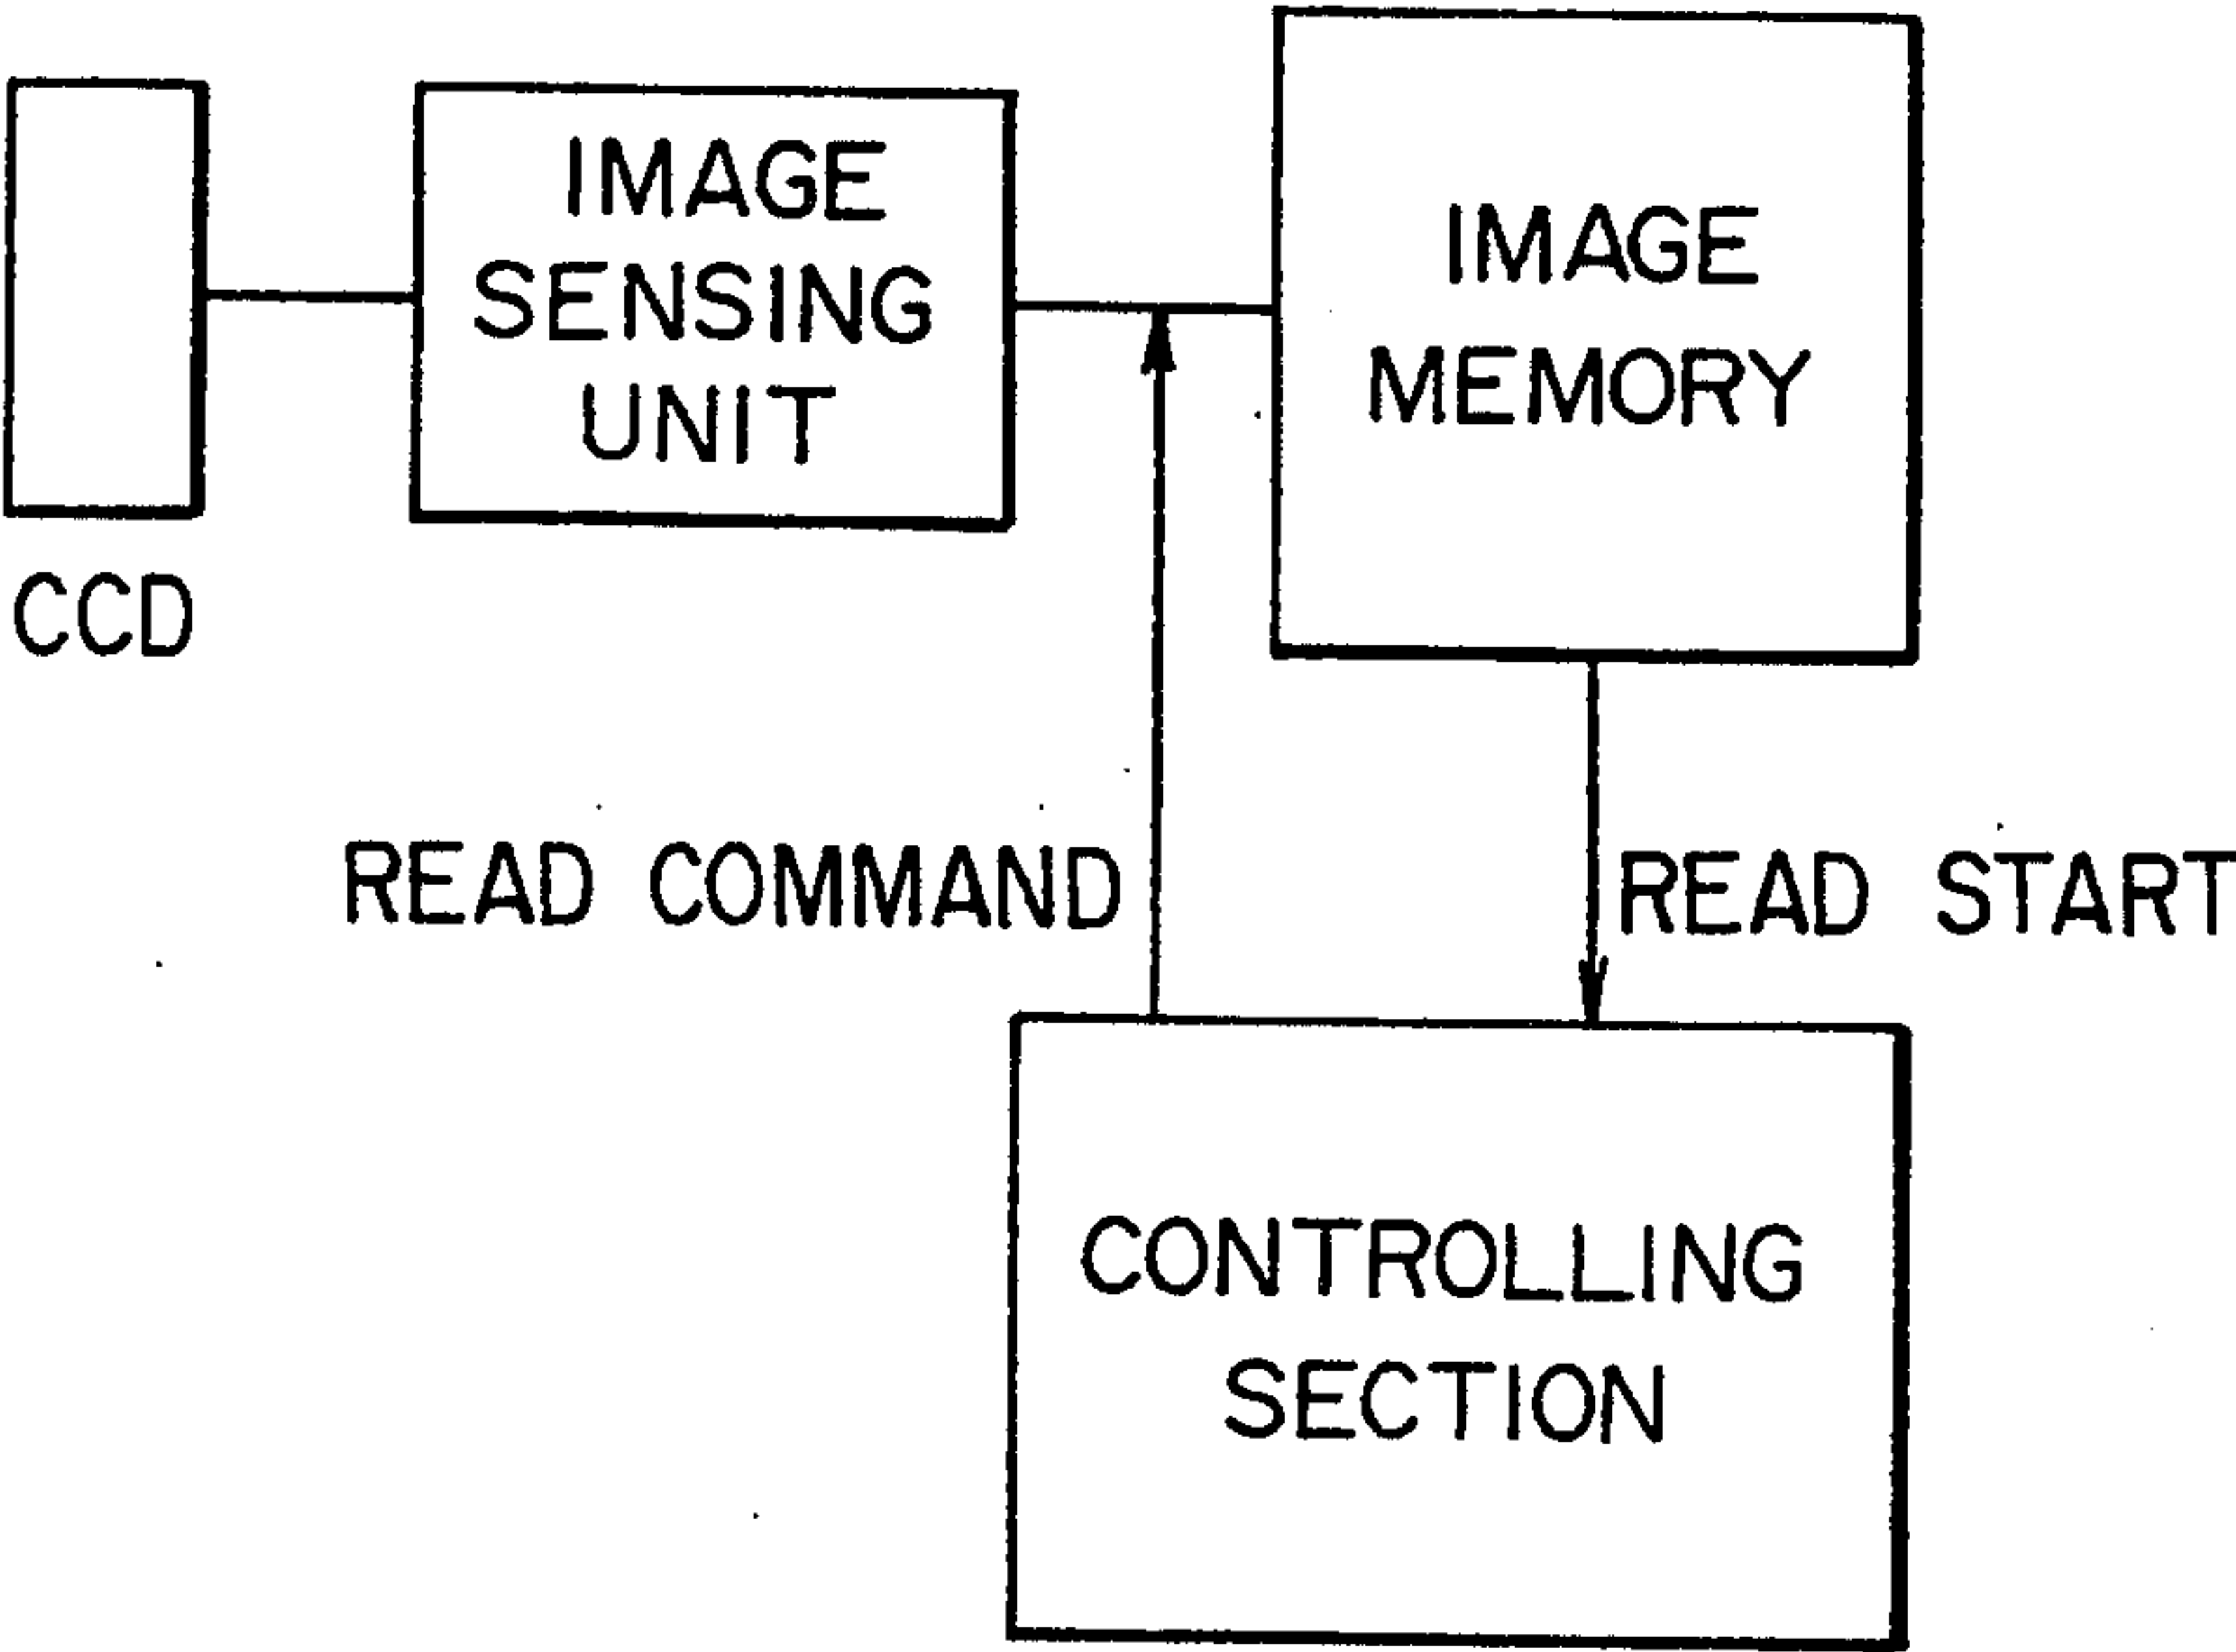 IMAGE
SENSING
UNIT
IMAGE
MEMORY
CCD
READ COMMAND
READ START
CONTROLLING
SECTION